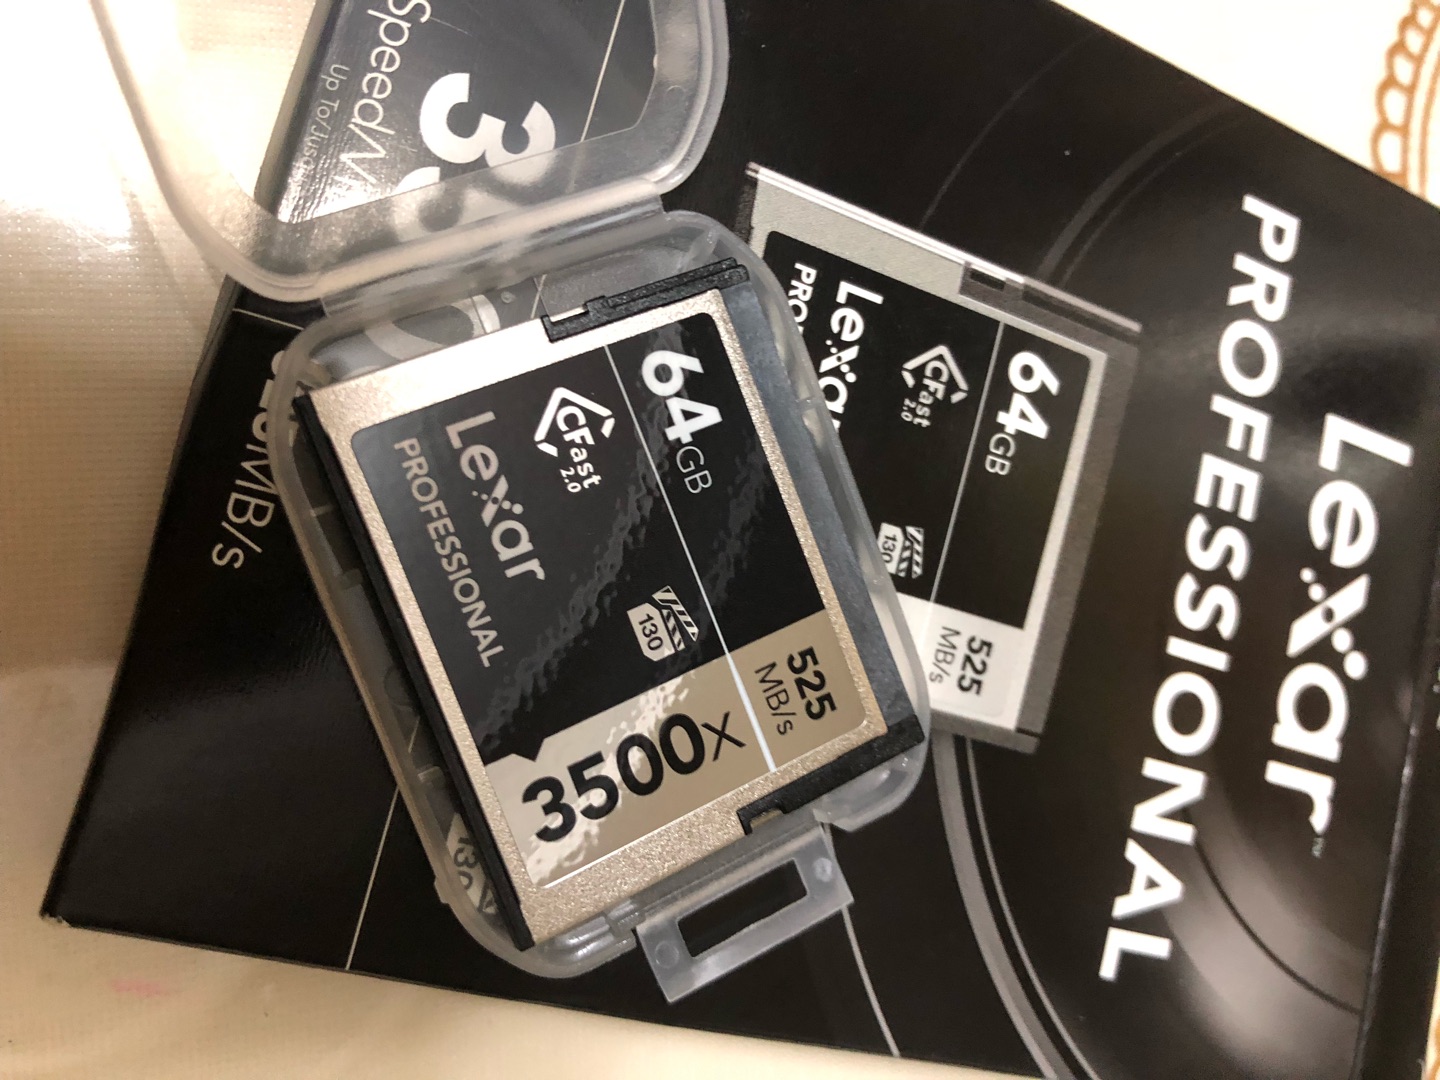 Lexar™
PROFESSIONAL
Lexar
64GB
CFast
2.0
130
525
MB/s
Speed/
Up To/
MB/s
64GB
CFast
2.0
Lexar
PROFESSIONAL
130
525
MB/s
3500x